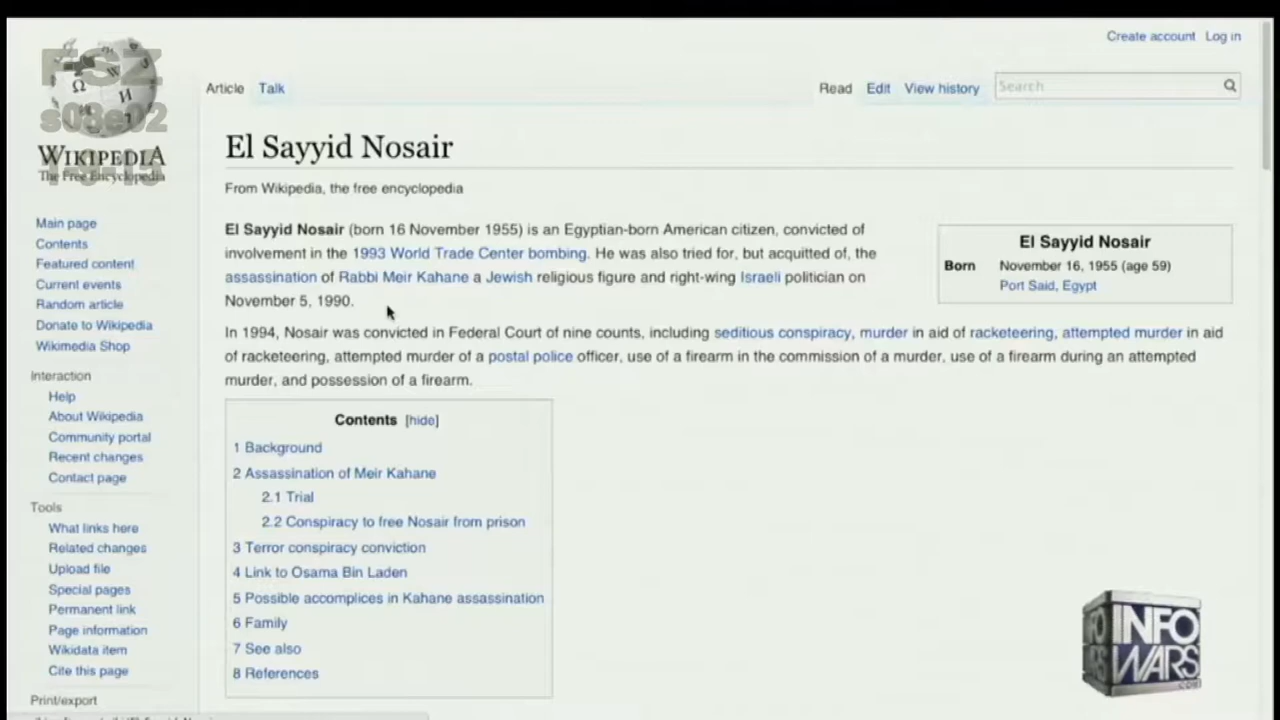 Create account Log in
FSZ
s03e02
1-9-15
WIKIPEDIA
The Free Encyclopedia
Article Talk Read Edit View history Search
El Sayyid Nosair
From Wikipedia, the free encyclopedia
El Sayyid Nosair (born 16 November 1955) is an Egyptian-born American citizen, convicted of
involvement in the 1993 World Trade Center bombing. He was also tried for, but acquitted of, the
assassination of Rabbi Meir Kahane a Jewish religious figure and right-wing Israeli politician on
November 5, 1990.
El Sayyid Nosair
Born November 16, 1955 (age 59)
Port Said, Egypt
In 1994, Nosair was convicted in Federal Court of nine counts, including seditious conspiracy, murder in aid of racketeering, attempted murder in aid
of racketeering, attempted murder of a postal police officer, use of a firearm in the commission of a murder, use of a firearm during an attempted
murder, and possession of a firearm.
Contents [hide]
1 Background
2 Assassination of Meir Kahane
2.1 Trial
2.2 Conspiracy to free Nosair from prison
3 Terror conspiracy conviction
4 Link to Osama Bin Laden
5 Possible accomplices in Kahane assassination
6 Family
7 See also
8 References
Main page
Contents
Featured content
Current events
Random article
Donate to Wikipedia
Wikimedia Shop
Interaction
Help
About Wikipedia
Community portal
Recent changes
Contact page
Tools
What links here
Related changes
Upload file
Special pages
Permanent link
Page information
Wikidata item
Cite this page
Print/export
INFO
WARS
.com